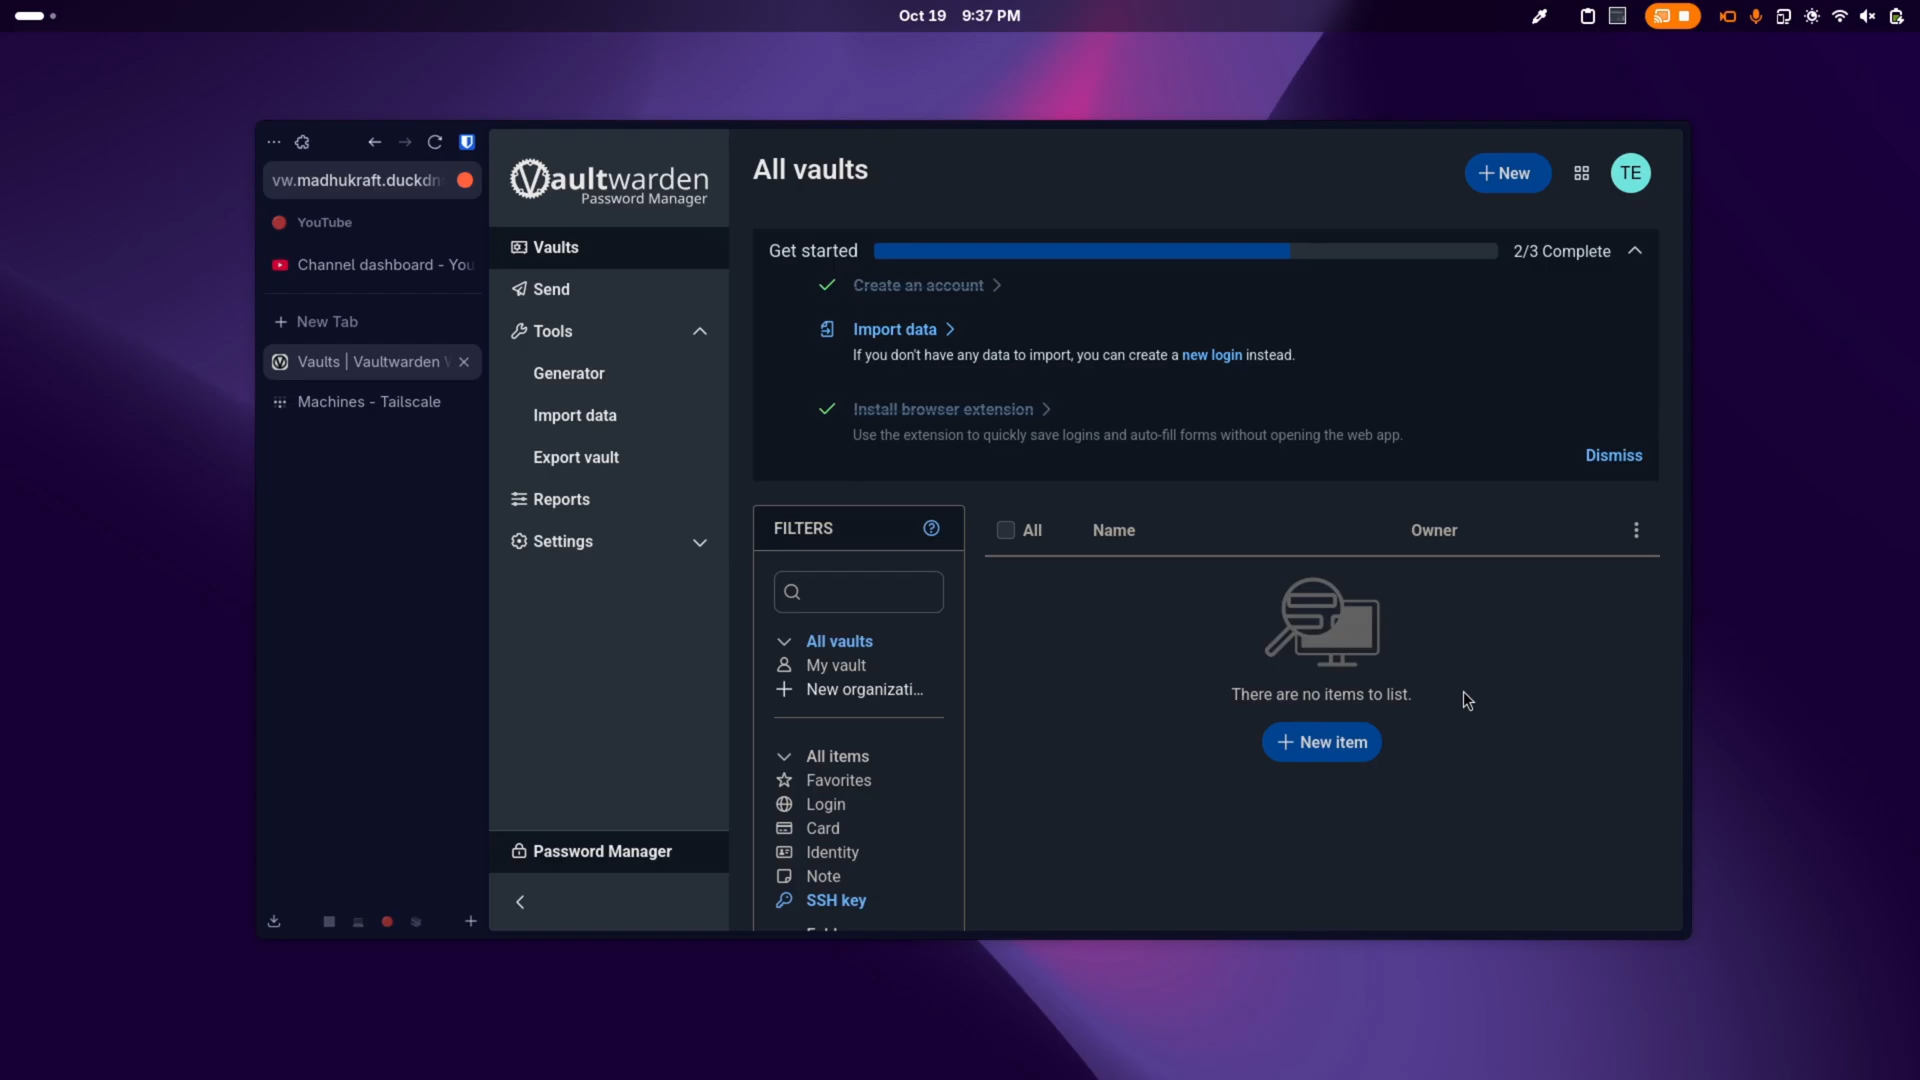 Oct 19 9:37 PM
vw.madhukraft.duckdn
YouTube
Channel dashboard - You
New Tab
Vaults | Vaultwarden
Machines - Tailscale
Vaultwarden
Password Manager
Vaults
Send
Tools
Generator
Import data
Export vault
Reports
Settings
Password Manager
All vaults
New
TE
Get started
2/3 Complete
Create an account
Import data
If you don't have any data to import, you can create a new login instead.
Install browser extension
Use the extension to quickly save logins and auto-fill forms without opening the web app.
Dismiss
FILTERS
All vaults
My vault
New organizati...
All items
Favorites
Login
Card
Identity
Note
SSH key
All Name Owner
There are no items to list.
New item